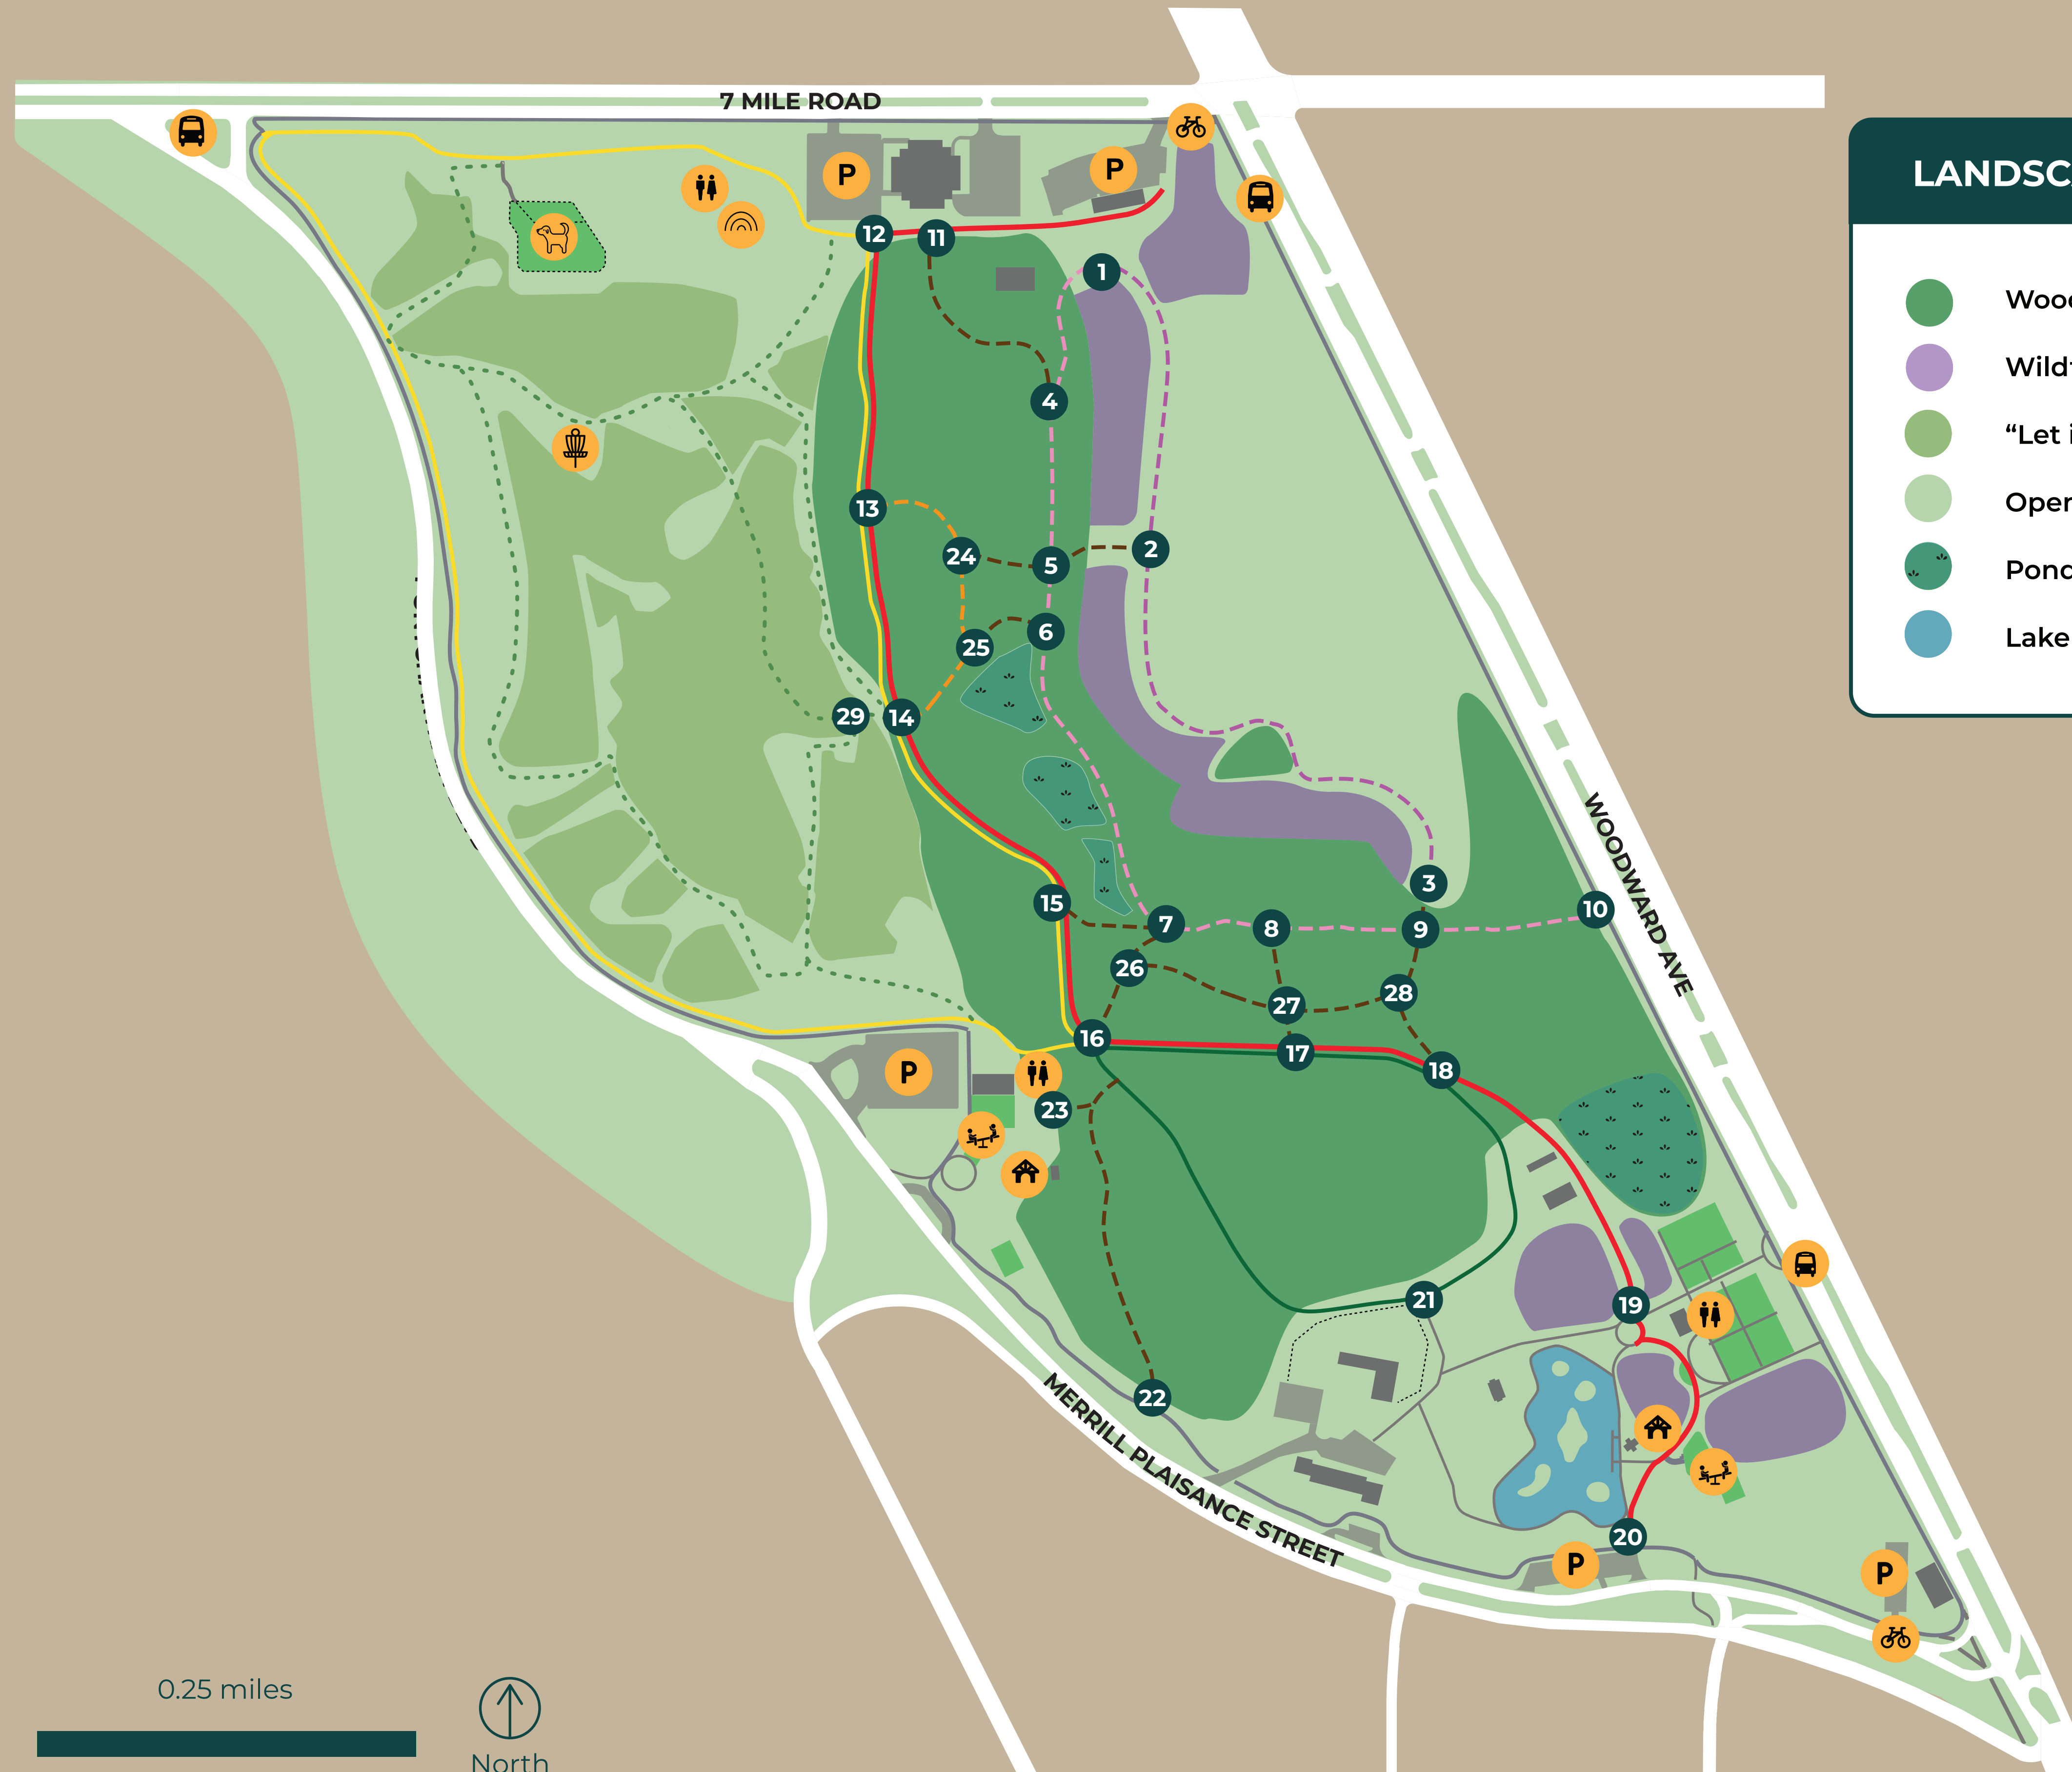 7 MILE ROAD
P
P
12
11
1
4
13
24
5
2
6
25
29
14
3
15
7
8
9
10
26
27
28
16
17
18
P
23
19
21
22
20
P
P
WOODWARD AVE
MERRILL PLAISANCE STREET
0.25 miles
North
LANDSC
Wood
Wildf
“Let i
Open
Pond
Lake